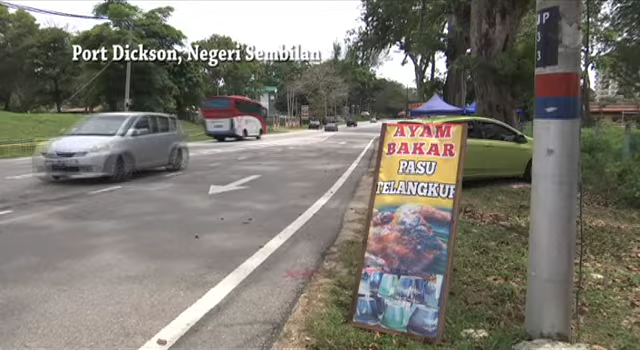 Port Dickson, Negeri Sembilan
AYAM
BAKAR
PASU
TELANGKUP